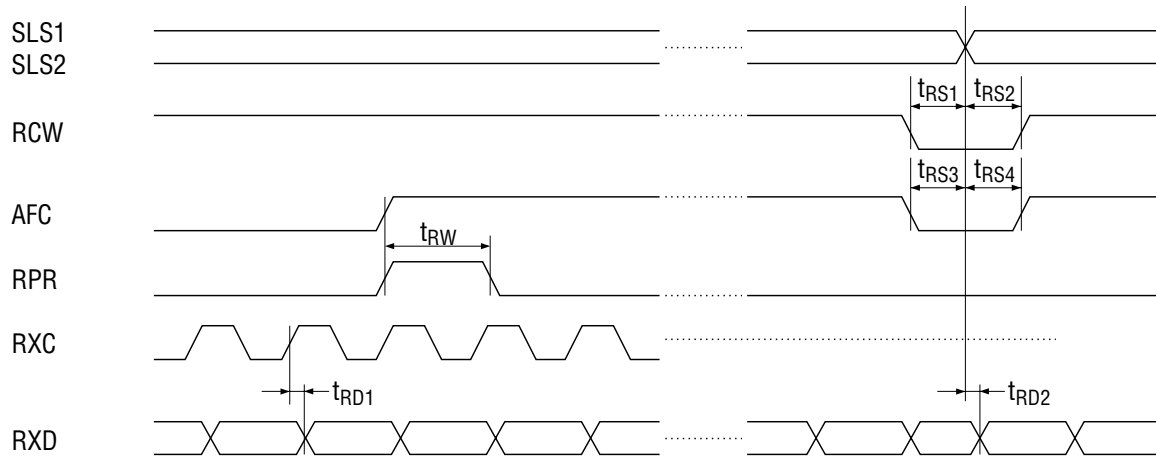 SLS1
SLS2
tRS1 tRS2
RCW
tRS3 tRS4
AFC
tRW
RPR
RXC
tRD1 tRD2
RXD